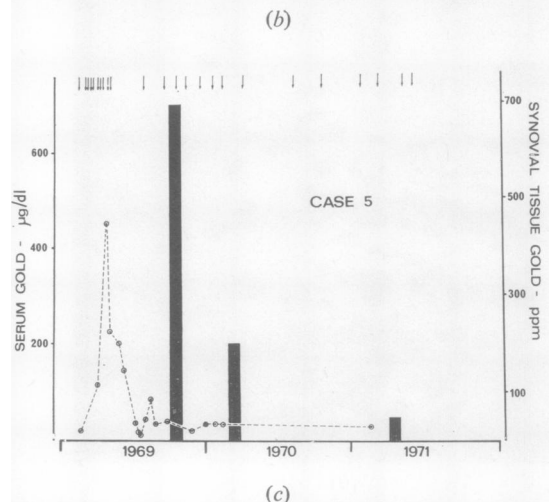 (b)
SERUM GOLD - µg/dl
600
400
200
CASE 5
700
500
300
100
SYNOVIAL TISSUE GOLD - ppm
1969
1970
1971
(c)